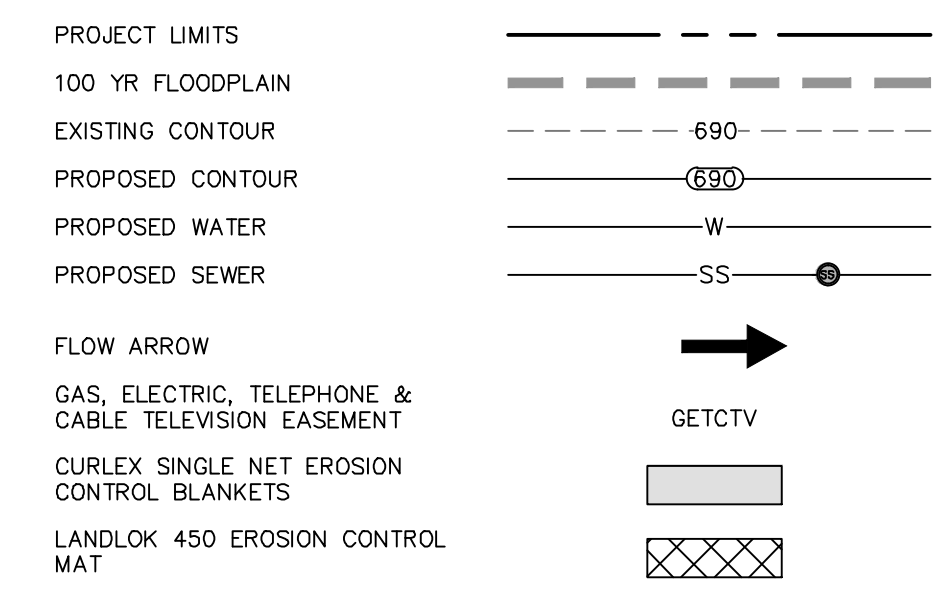 PROJECT LIMITS
100 YR FLOODPLAIN
EXISTING CONTOUR 690
PROPOSED CONTOUR 690
PROPOSED WATER W
PROPOSED SEWER SS SS
FLOW ARROW
GAS, ELECTRIC, TELEPHONE &
CABLE TELEVISION EASEMENT
GETCTV
CURLEX SINGLE NET EROSION
CONTROL BLANKETS
LANDLOK 450 EROSION CONTROL
MAT